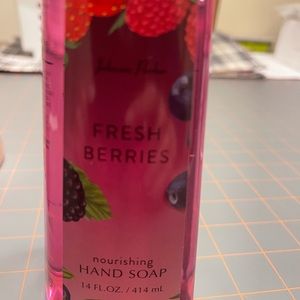 FRESH
BERRIES
nourishing
HAND SOAP
14 FL.OZ. / 414 mL